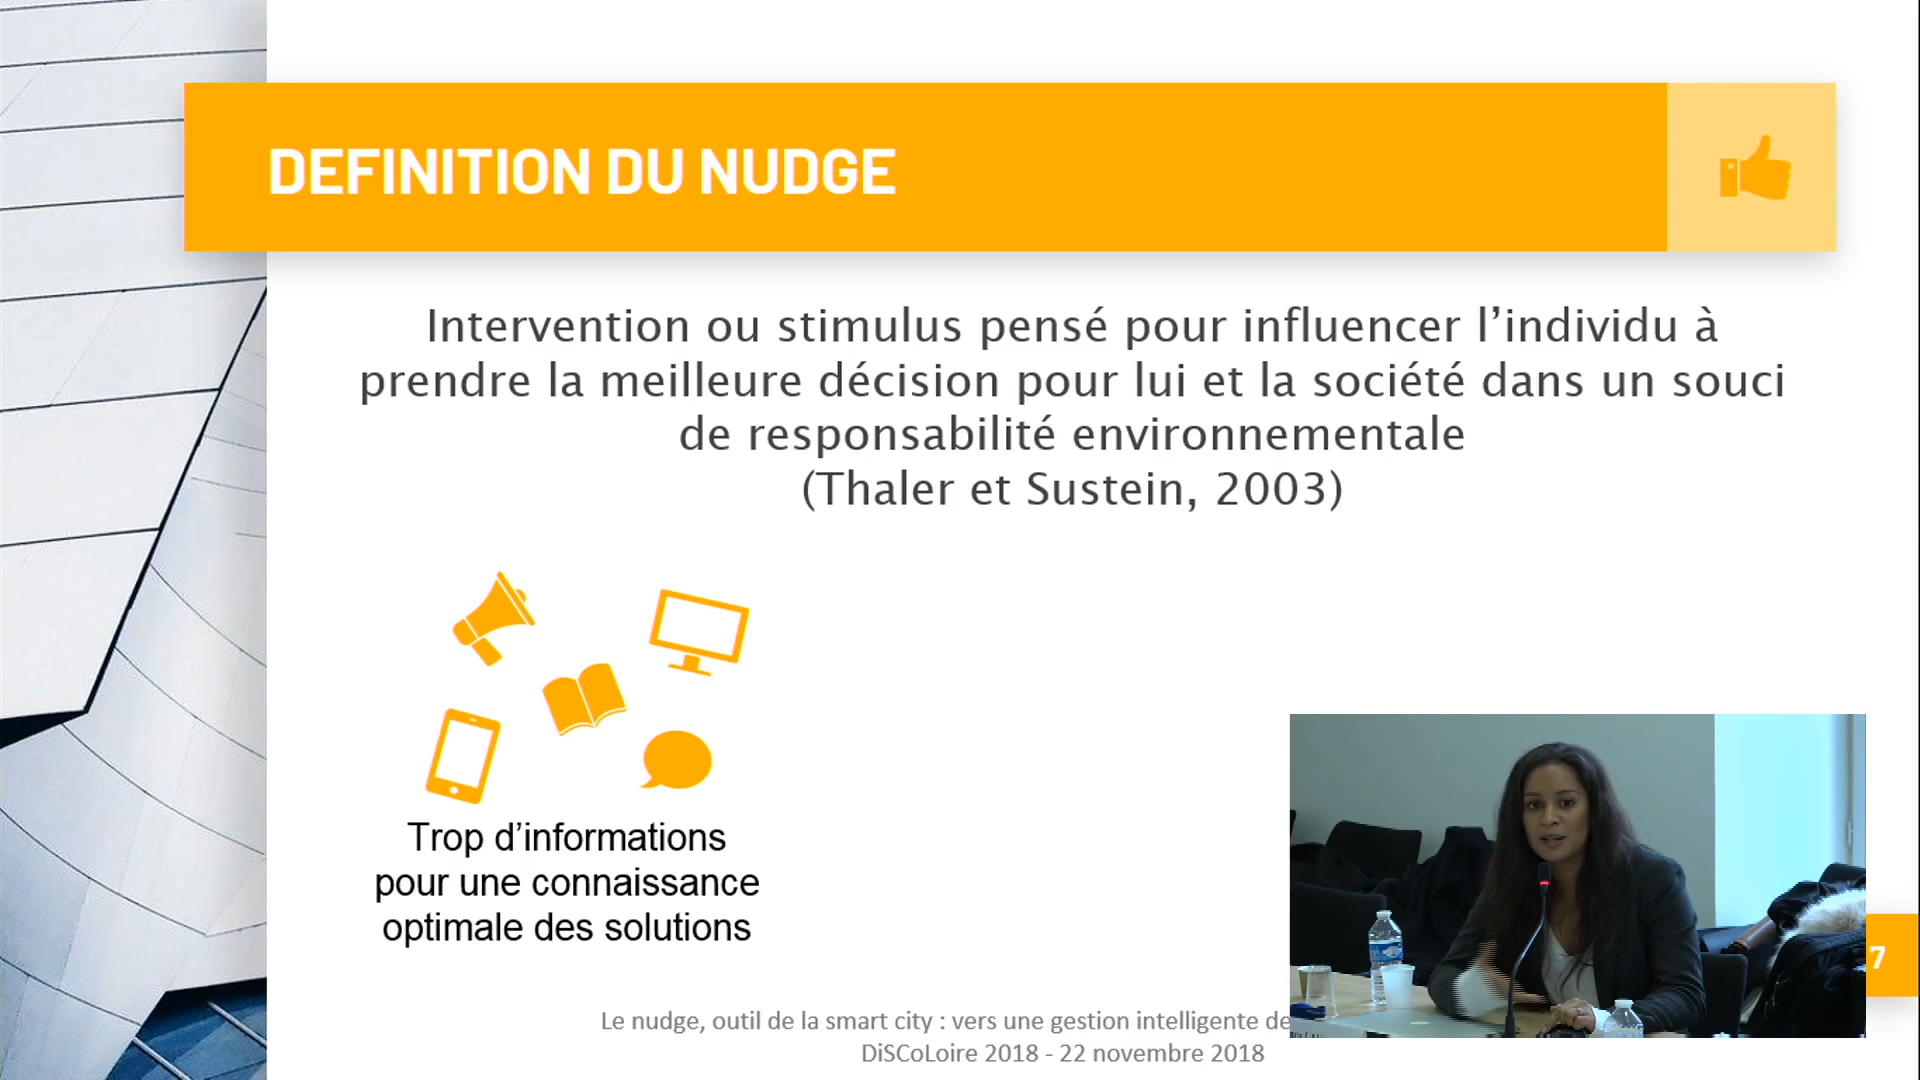 DEFINITION DU NUDGE
Intervention ou stimulus pensé pour influencer l’individu à
prendre la meilleure décision pour lui et la société dans un souci
de responsabilité environnementale
(Thaler et Sustein, 2003)
Trop d’informations
pour une connaissance
optimale des solutions
7
Le nudge, outil de la smart city : vers une gestion intelligente de
DiSCoLoire 2018 - 22 novembre 2018